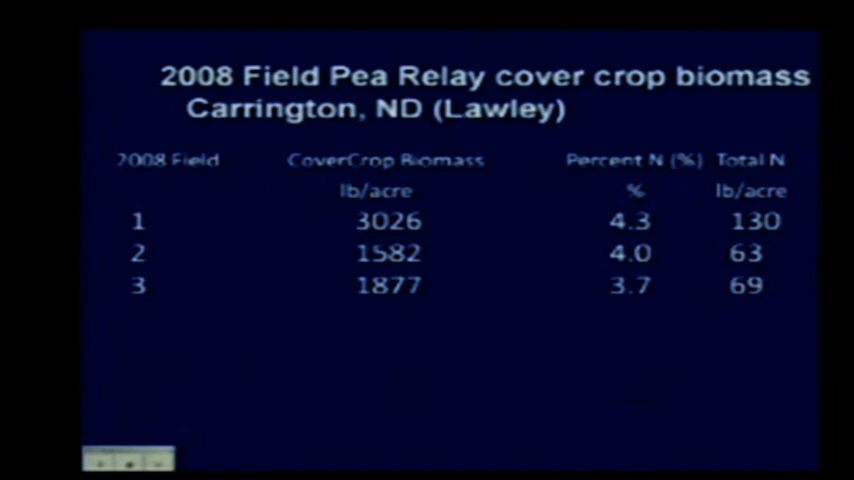 2008 Field Pea Relay cover crop biomass
Carrington, ND (Lawley)
2008 Field CoverCrop Biomass Percent N (%) Total N
lb/acre % lb/acre
1 3026 4.3 130
2 1582 4.0 63
3 1877 3.7 69